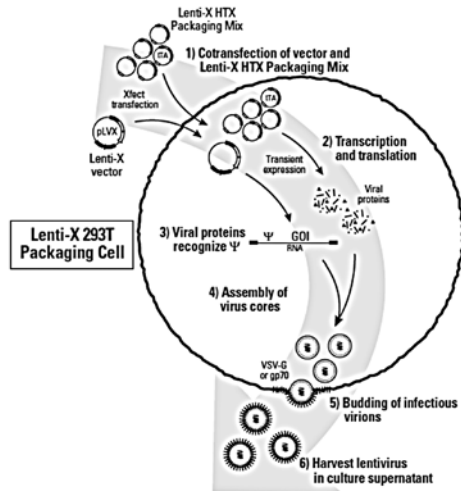 Lenti-X HTX
Packaging Mix
tTA
1) Cotransfection of vector and
Lenti-X HTX Packaging Mix
Xfect
transfection
tTA
pLVX
Lenti-X
vector
2) Transcription
and translation
Transient
expression
Viral
proteins
Lenti-X 293T
Packaging Cell
3) Viral proteins
recognize Ψ
Ψ GOI
RNA
4) Assembly of
virus cores
VSV-G
or gp70
5) Budding of infectious
virions
6) Harvest lentivirus
in culture supernatant